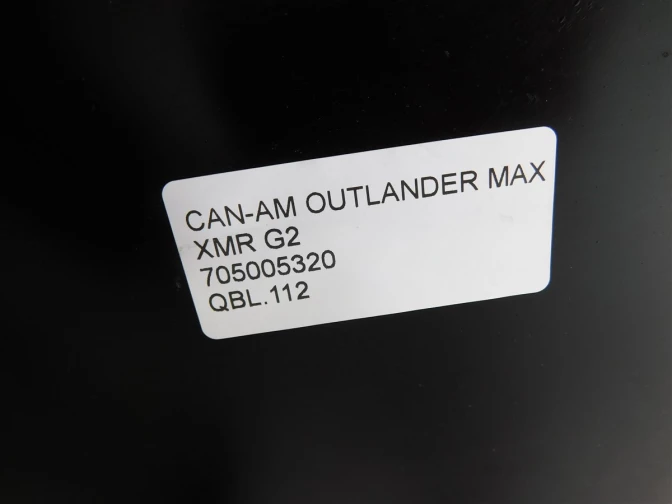 CAN-AM OUTLANDER MAX
XMR G2
705005320
QBL.112